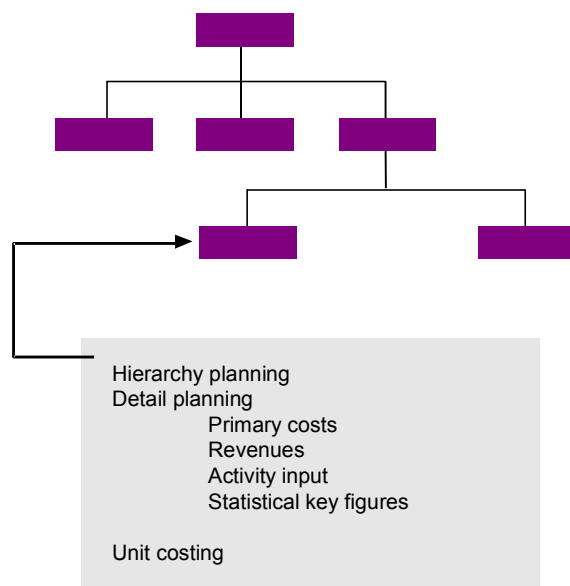 Hierarchy planning
Detail planning
Primary costs
Revenues
Activity input
Statistical key figures
Unit costing